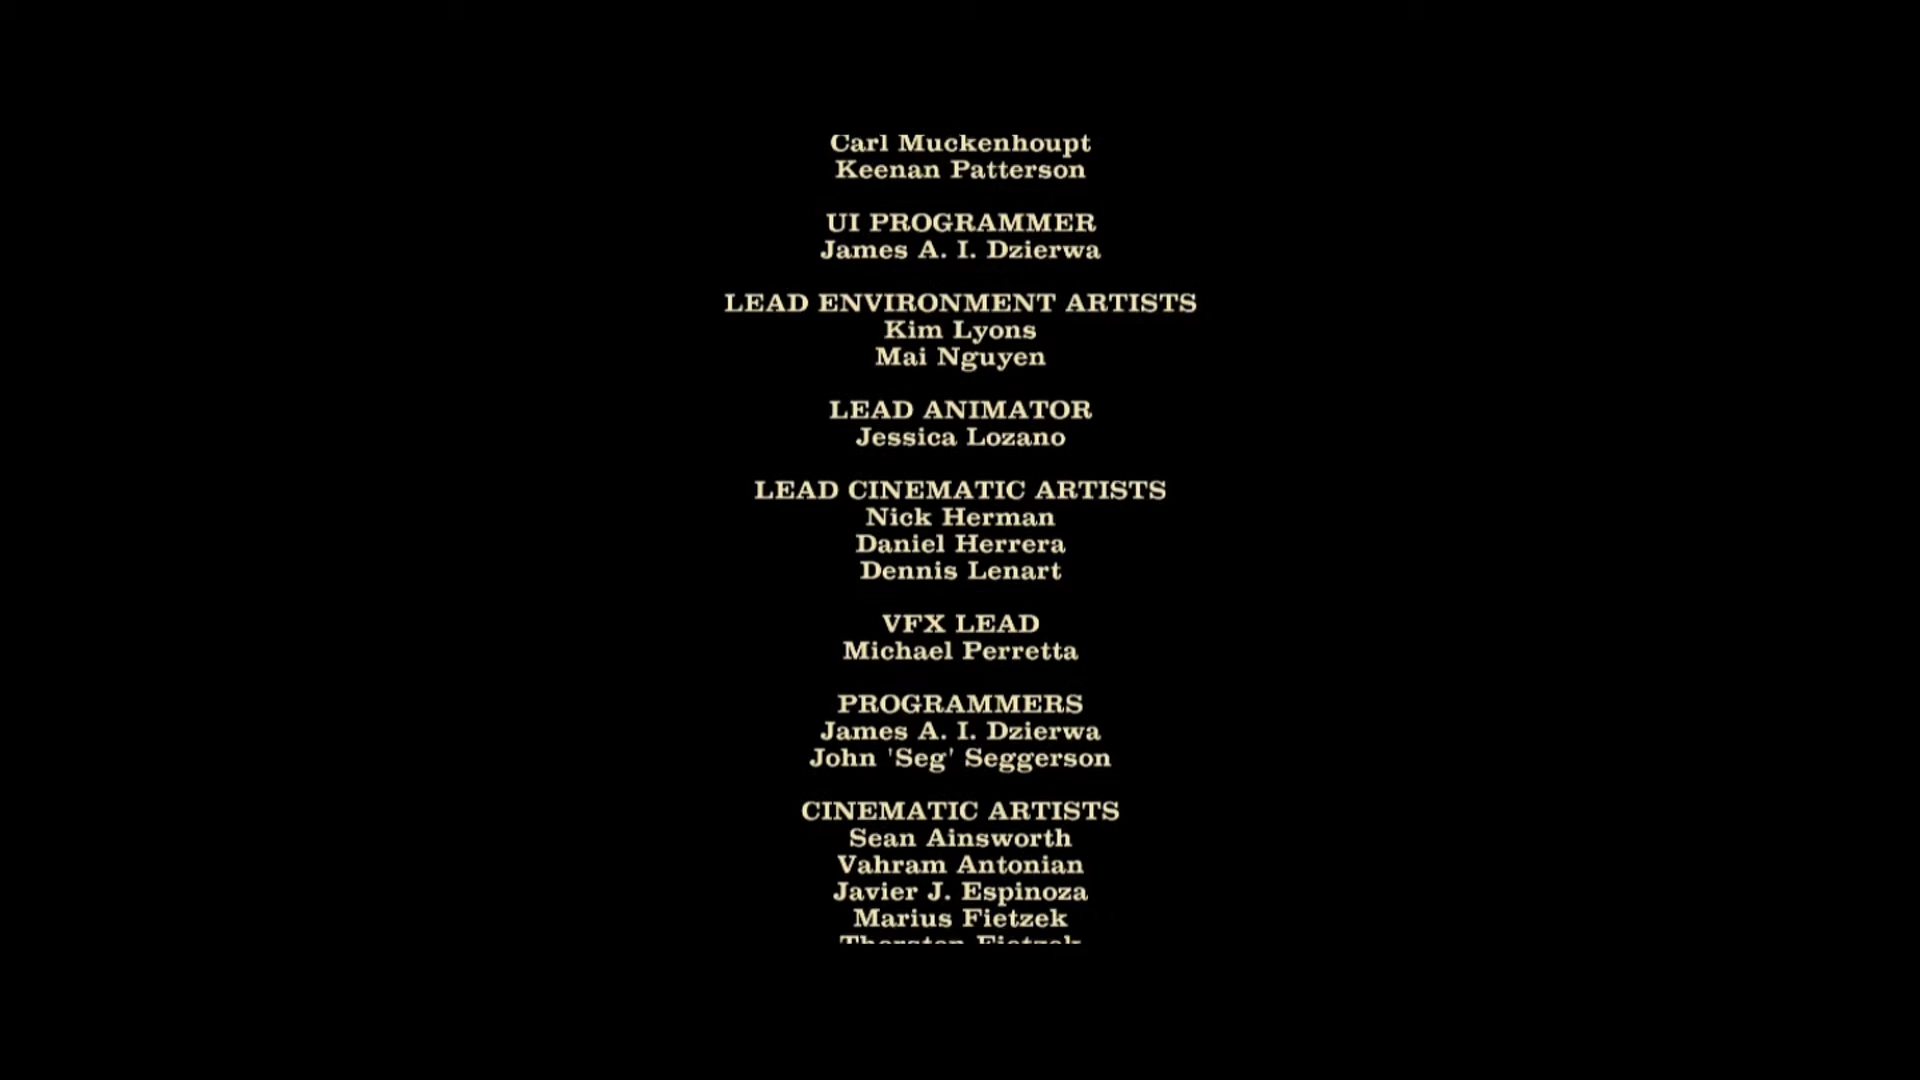 Carl Muckenhoupt
Keenan Patterson
UI PROGRAMMER
James A. I. Dzierwa
LEAD ENVIRONMENT ARTISTS
Kim Lyons
Mai Nguyen
LEAD ANIMATOR
Jessica Lozano
LEAD CINEMATIC ARTISTS
Nick Herman
Daniel Herrera
Dennis Lenart
VFX LEAD
Michael Perretta
PROGRAMMERS
James A. I. Dzierwa
John 'Seg' Seggerson
CINEMATIC ARTISTS
Sean Ainsworth
Vahram Antonian
Javier J. Espinoza
Marius Fietzek
Thorsten Fietzek